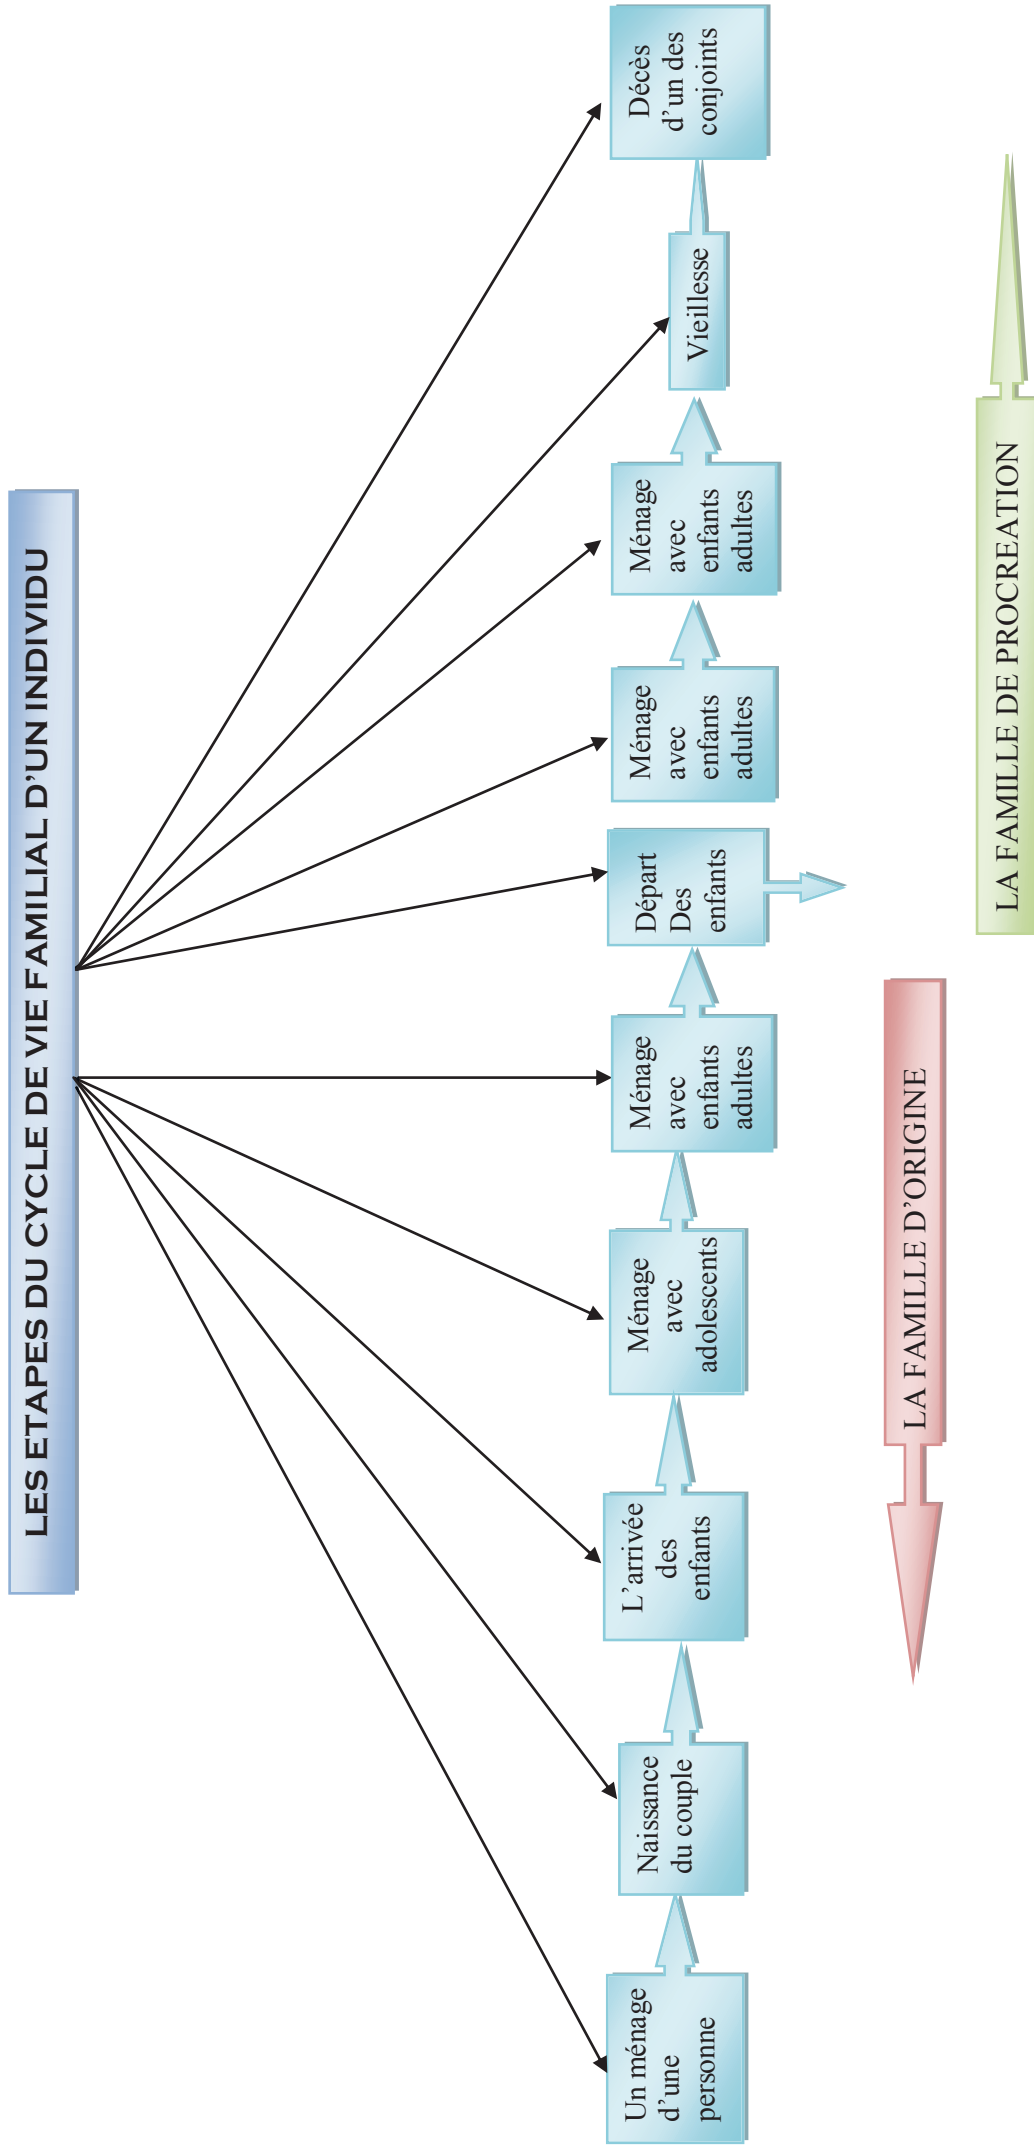 LES ETAPES DU CYCLE DE VIE FAMILIAL D'UN INDIVIDU
Un ménage
d'une
personne
Naissance
du couple
L'arrivée
des
enfants
Ménage
avec
adolescents
Ménage
avec
enfants
adultes
Départ
Des
enfants
Ménage
avec
enfants
adultes
Ménage
avec
enfants
adultes
Vieillesse
Décès
d'un des
conjoints
LA FAMILLE D'ORIGINE
LA FAMILLE DE PROCREATION